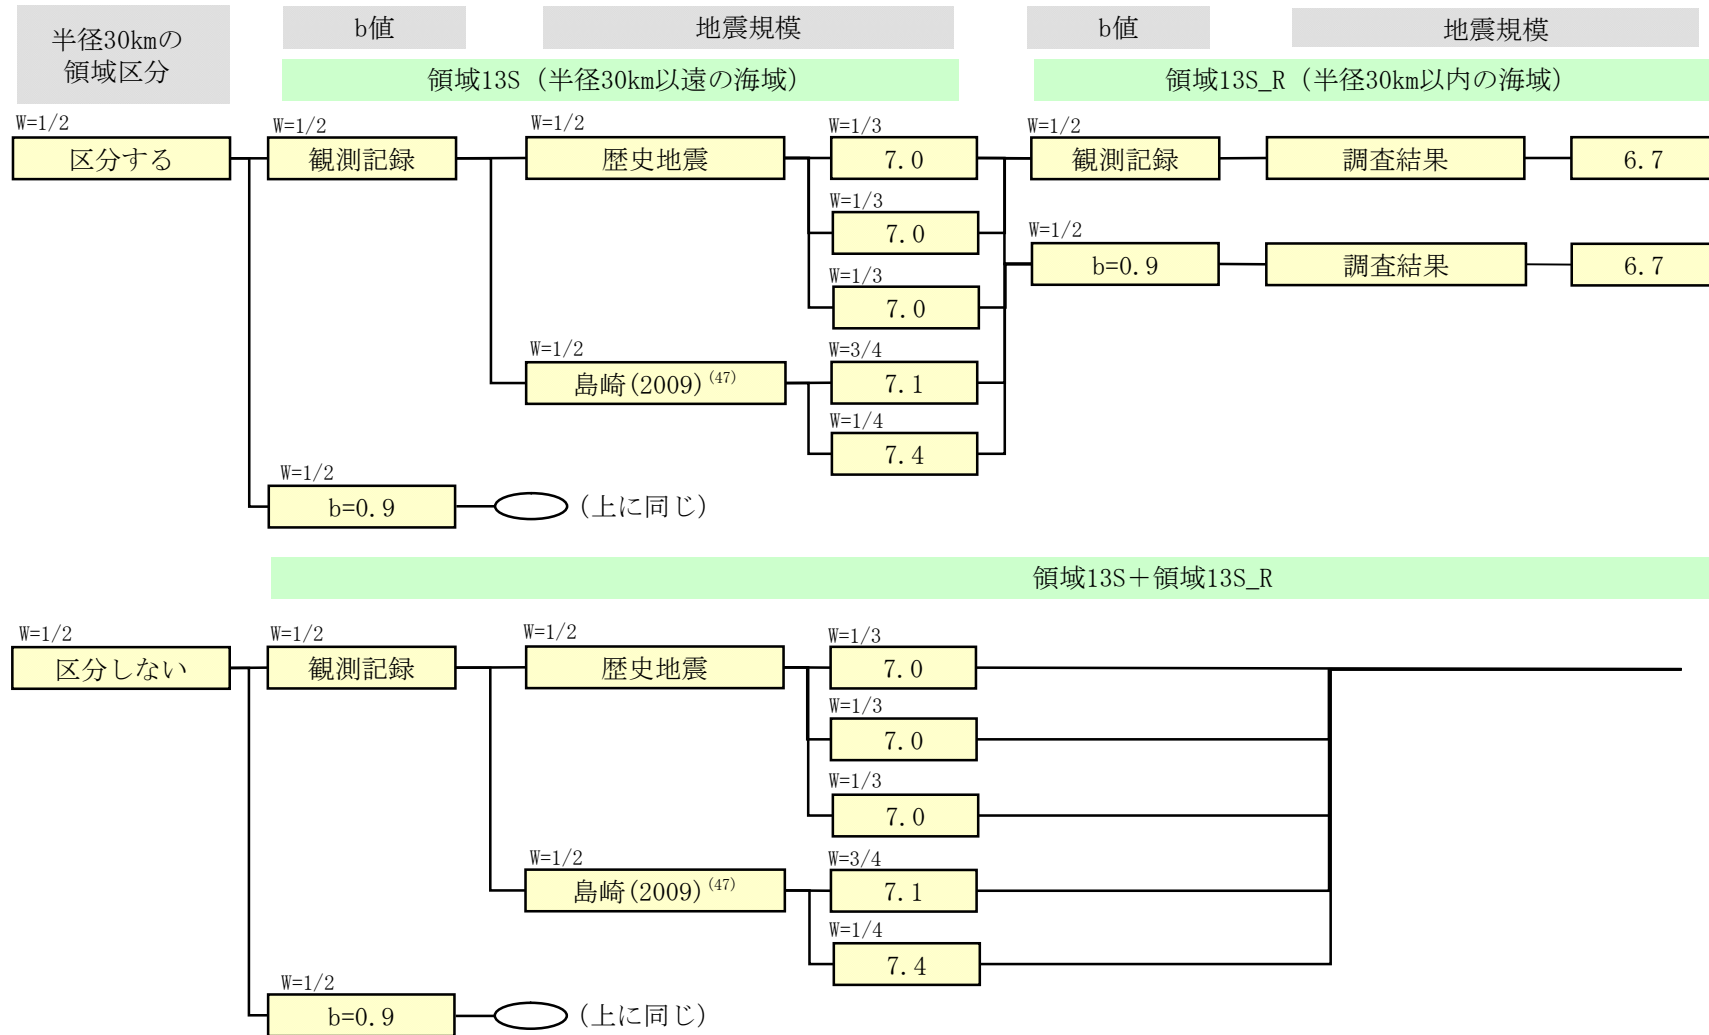 半径30kmの
領域区分
b値
地震規模
b値
地震規模
領域13S（半径30km以遠の海域）
領域13S_R（半径30km以内の海域）
W=1/2
区分する
W=1/2
観測記録
W=1/2
歴史地震
W=1/3
7.0
W=1/2
観測記録
調査結果
6.7
W=1/3
7.0
W=1/2
b=0.9
調査結果
6.7
W=1/3
7.0
W=1/2
島崎(2009)(47)
W=3/4
7.1
W=1/4
7.4
W=1/2
b=0.9
（上に同じ）
領域13S＋領域13S_R
W=1/2
区分しない
W=1/2
観測記録
W=1/2
歴史地震
W=1/3
7.0
W=1/3
7.0
W=1/3
7.0
W=1/2
島崎(2009)(47)
W=3/4
7.1
W=1/4
7.4
W=1/2
b=0.9
（上に同じ）